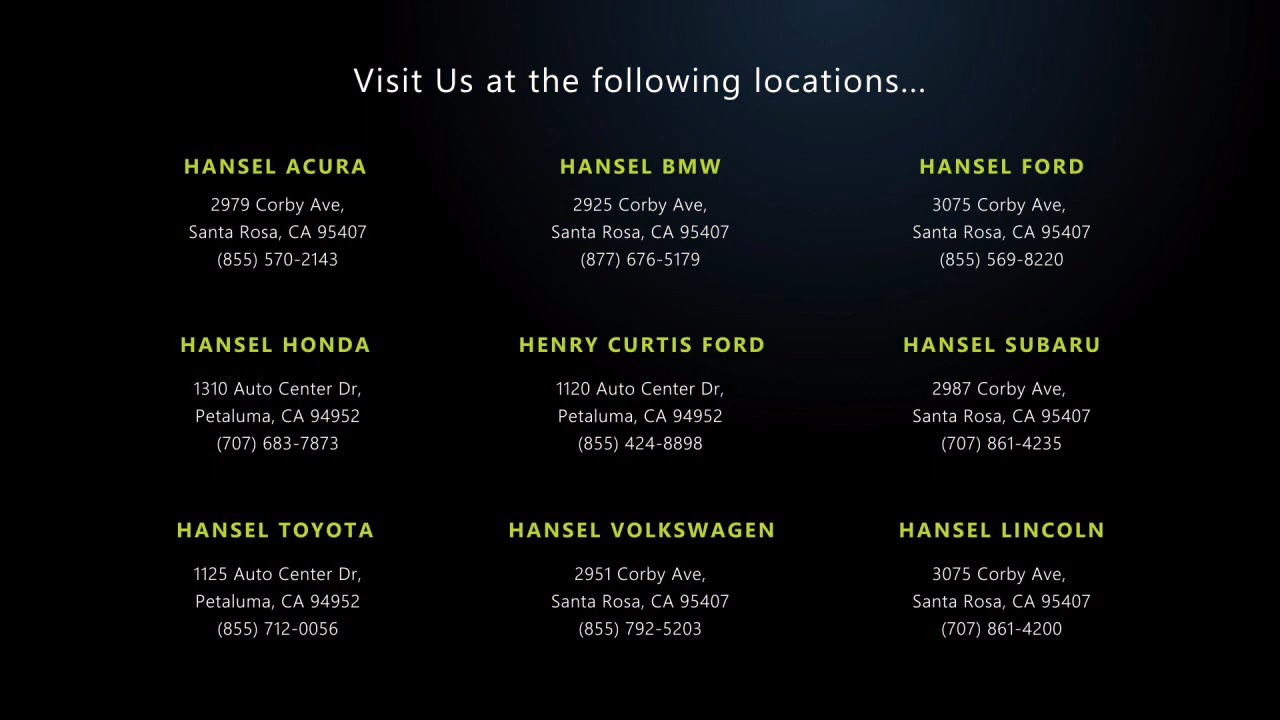 Visit Us at the following locations...
HANSEL ACURA
2979 Corby Ave,
Santa Rosa, CA 95407
(855) 570-2143
HANSEL BMW
2925 Corby Ave,
Santa Rosa, CA 95407
(877) 676-5179
HANSEL FORD
3075 Corby Ave,
Santa Rosa, CA 95407
(855) 569-8220
HANSEL HONDA
1310 Auto Center Dr,
Petaluma, CA 94952
(707) 683-7873
HENRY CURTIS FORD
1120 Auto Center Dr,
Petaluma, CA 94952
(855) 424-8898
HANSEL SUBARU
2987 Corby Ave,
Santa Rosa, CA 95407
(707) 861-4235
HANSEL TOYOTA
1125 Auto Center Dr,
Petaluma, CA 94952
(855) 712-0056
HANSEL VOLKSWAGEN
2951 Corby Ave,
Santa Rosa, CA 95407
(855) 792-5203
HANSEL LINCOLN
3075 Corby Ave,
Santa Rosa, CA 95407
(707) 861-4200